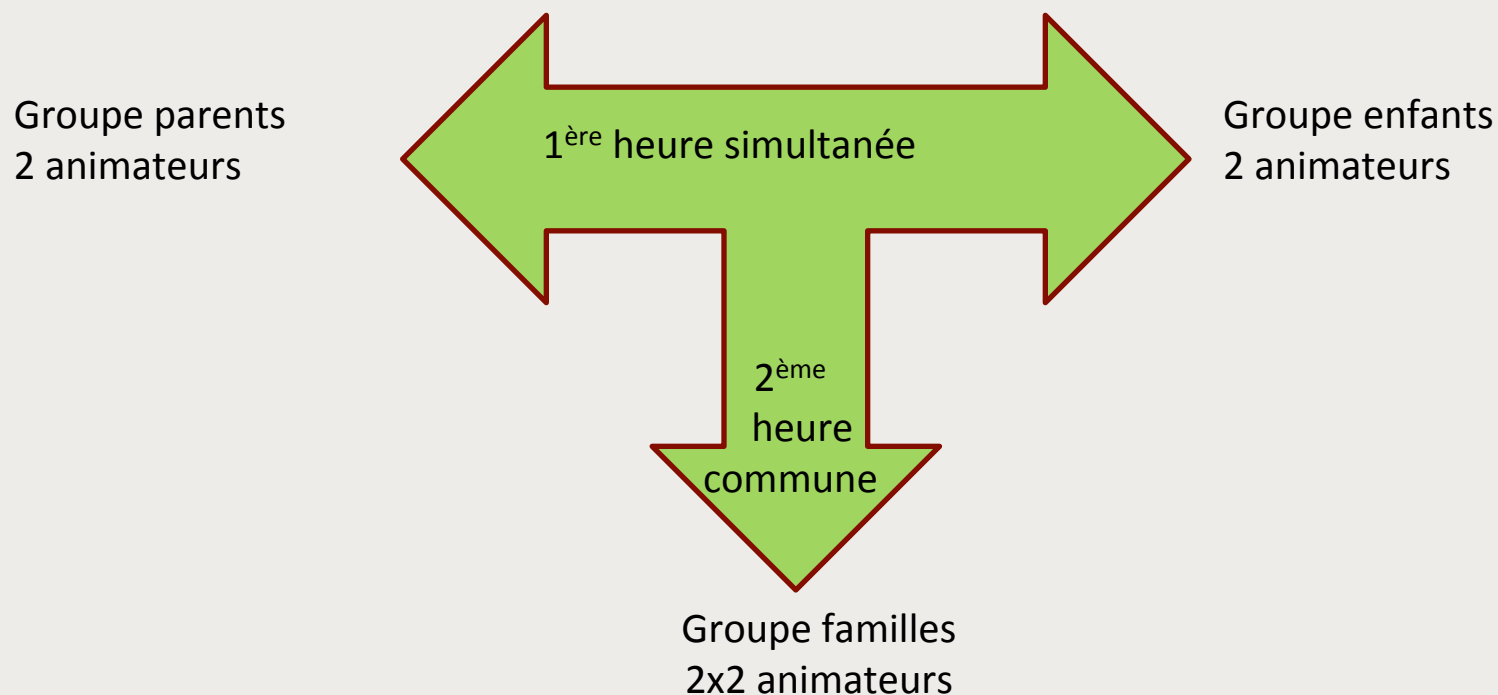 Groupe parents
2 animateurs
1ère heure simultanée
Groupe enfants
2 animateurs
2ème
heure
commune
Groupe familles
2x2 animateurs